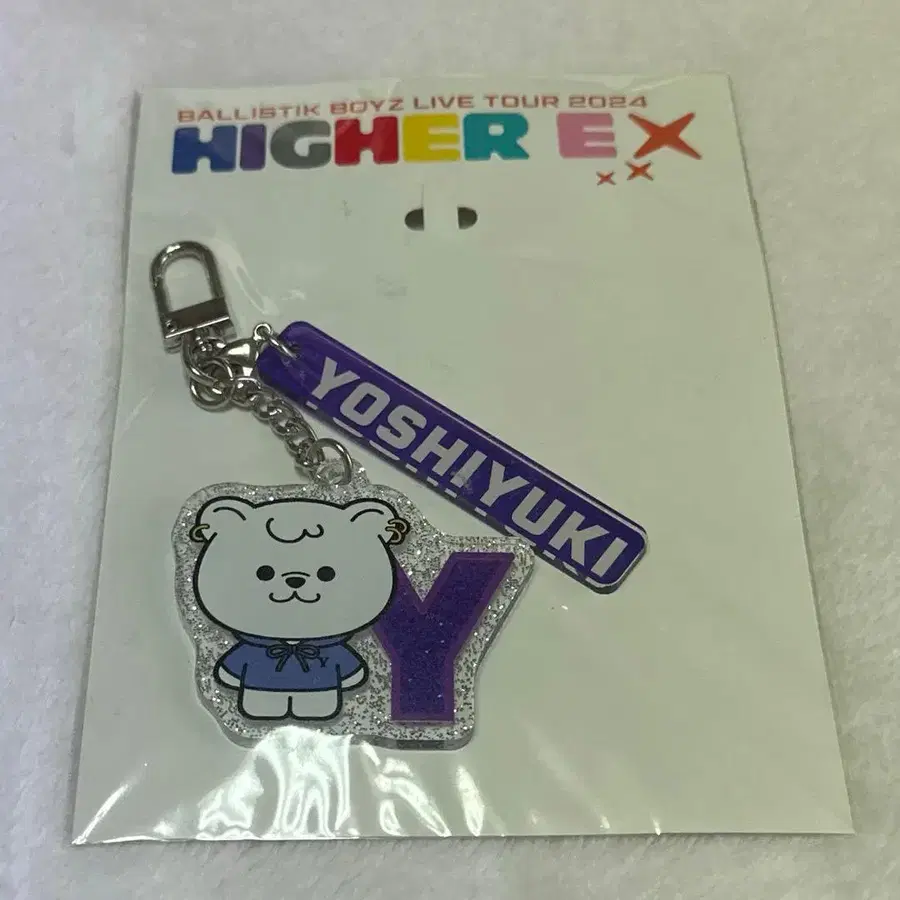 BALLISTIK BOYZ LIVE TOUR 2024
HIGHER EX
YOSHIYUKI
Y
Y